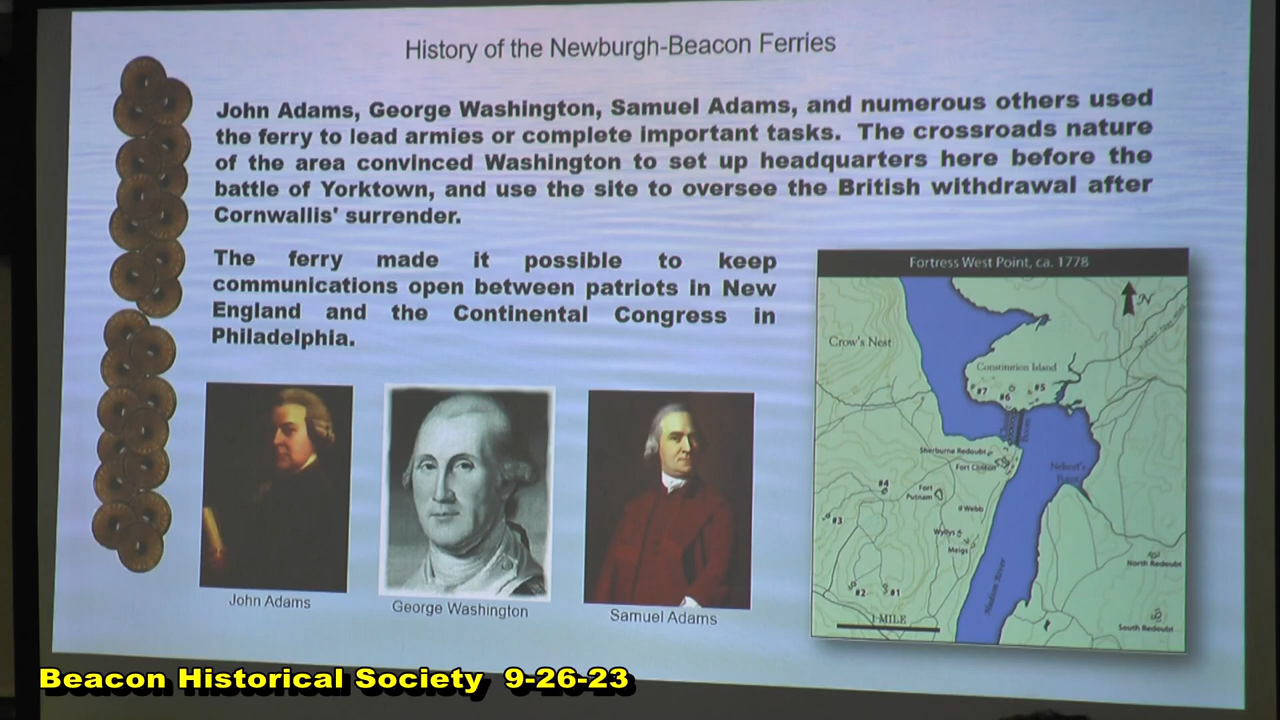 History of the Newburgh-Beacon Ferries
John Adams, George Washington, Samuel Adams, and numerous others used
the ferry to lead armies or complete important tasks. The crossroads nature
of the area convinced Washington to set up headquarters here before the
battle of Yorktown, and use the site to oversee the British withdrawal after
Cornwallis' surrender.
The ferry made it possible to keep
communications open between patriots in New
England and the Continental Congress in
Philadelphia.
John Adams
George Washington
Samuel Adams
Fortress West Point, ca. 1778
N
Crow's Nest
Constitution Island
#7
#6
#5
Sherburne Redoubt
Fort Clinton
Nelson's
Point
#4
Fort
Putnam
Webb
#3
Wyllys
Meigs
North Redoubt
#2
#1
Hudson River
1 MILE
South Redoubt
Beacon Historical Society 9-26-23